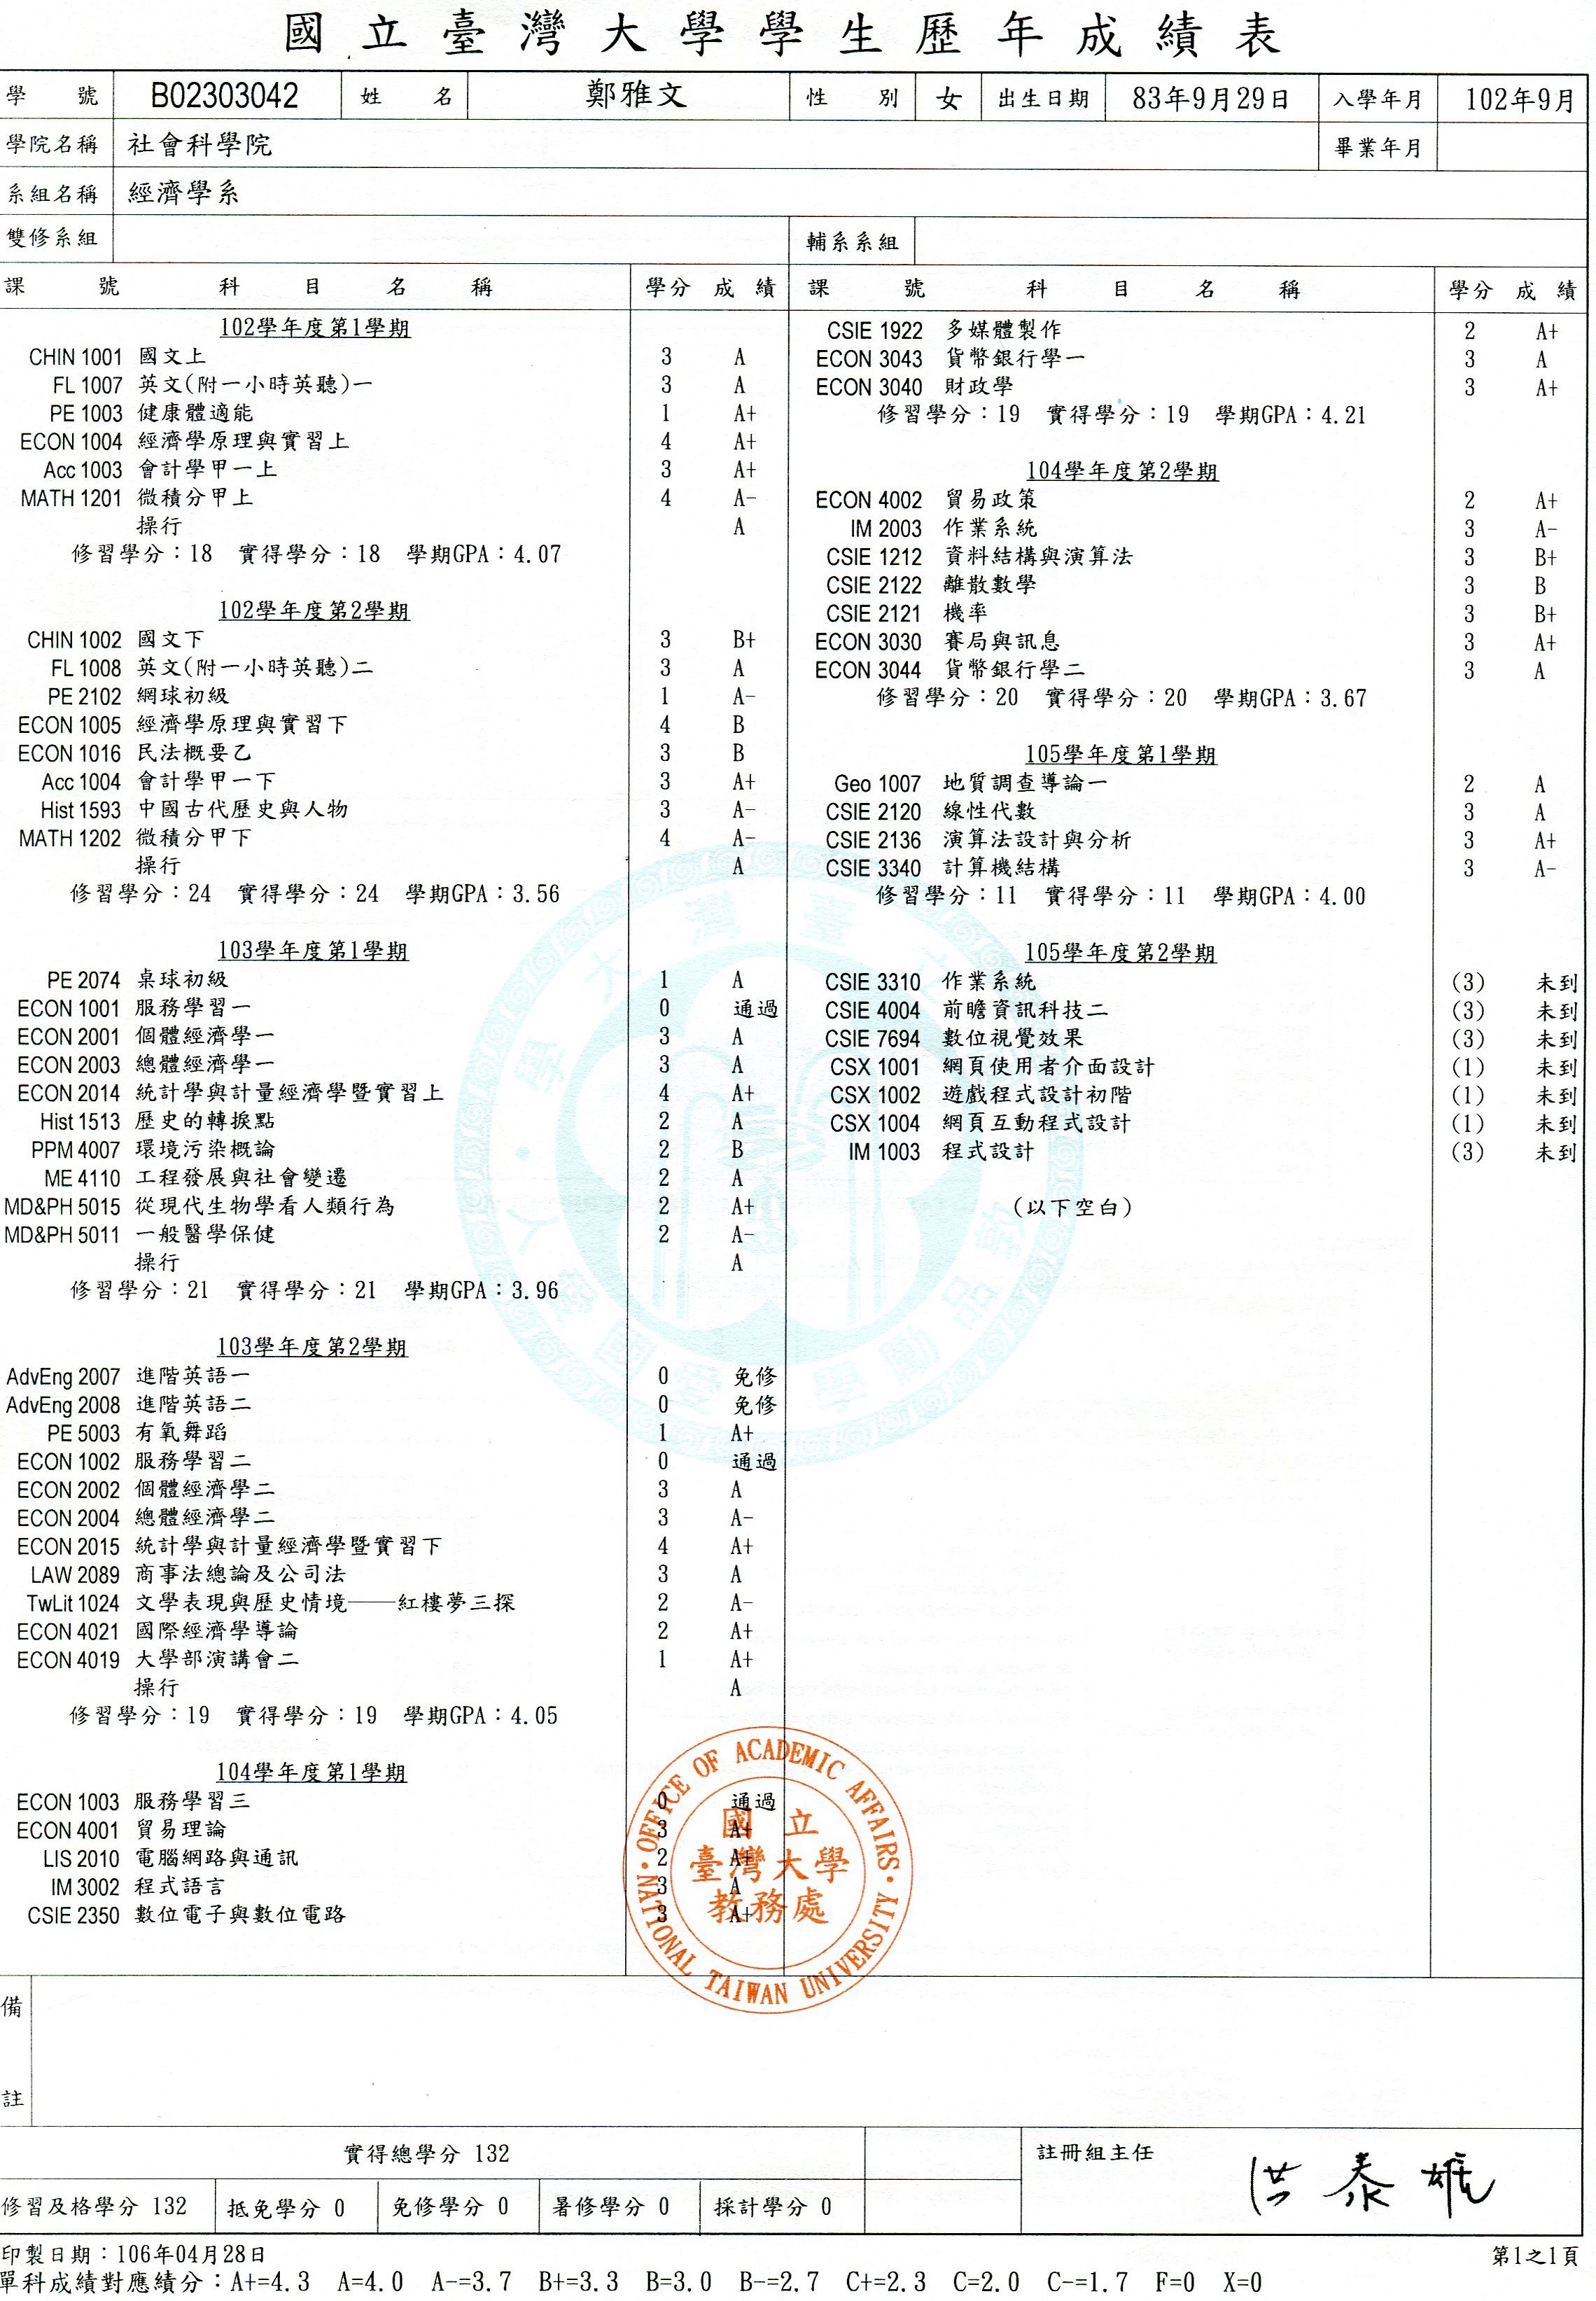 國立臺灣大學學生歷年成績表
學 號 B02303042 姓 名 鄭雅文 性 別 女 出生日期 83年9月29日 入學年月 102年9月
學院名稱 社會科學院 畢業年月
系組名稱 經濟學系
雙修系組 輔系系組
課 號 科 目 名 稱 學分 成 績
102學年度第1學期
CHIN 1001 國文上 3 A
FL 1007 英文(附一小時英聽)一 3 A
PE 1003 健康體適能 1 A+
ECON 1004 經濟學原理與實習上 4 A+
Acc 1003 會計學甲一上 3 A+
MATH 1201 微積分甲上 4 A-
操行 A
修習學分：18 實得學分：18 學期GPA：4.07
102學年度第2學期
CHIN 1002 國文下 3 B+
FL 1008 英文(附一小時英聽)二 3 A
PE 2102 網球初級 1 A-
ECON 1005 經濟學原理與實習下 4 B
ECON 1016 民法概要乙 3 B
Acc 1004 會計學甲一下 3 A+
Hist 1593 中國古代歷史與人物 3 A-
MATH 1202 微積分甲下 4 A-
操行 A
修習學分：24 實得學分：24 學期GPA：3.56
103學年度第1學期
PE 2074 桌球初級 1 A
ECON 1001 服務學習一 0 通過
ECON 2001 個體經濟學一 3 A
ECON 2003 總體經濟學一 3 A
ECON 2014 統計學與計量經濟學暨實習上 4 A+
Hist 1513 歷史的轉捩點 2 A
PPM 4007 環境污染概論 2 B
ME 4110 工程發展與社會變遷 2 A
MD&PH 5015 從現代生物學看人類行為 2 A+
MD&PH 5011 一般醫學保健 2 A-
操行 A
修習學分：21 實得學分：21 學期GPA：3.96
103學年度第2學期
AdvEng 2007 進階英語一 0 免修
AdvEng 2008 進階英語二 0 免修
PE 5003 有氧舞蹈 1 A+
ECON 1002 服務學習二 0 通過
ECON 2002 個體經濟學二 3 A
ECON 2004 總體經濟學二 3 A-
ECON 2015 統計學與計量經濟學暨實習下 4 A+
LAW 2089 商事法總論及公司法 3 A
TwLit 1024 文學表現與歷史情境──紅樓夢三探 2 A-
ECON 4021 國際經濟學導論 2 A+
ECON 4019 大學部演講會二 1 A+
操行 A
修習學分：19 實得學分：19 學期GPA：4.05
104學年度第1學期
ECON 1003 服務學習三 0 通過
ECON 4001 貿易理論 3 A+
LIS 2010 電腦網路與通訊 2 A+
IM 3002 程式語言 3 A
CSIE 2350 數位電子與數位電路 3 A+
OFFICE OF ACADEMIC AFFAIRS
國立
臺灣大學
教務處
NATIONAL TAIWAN UNIVERSITY
課 號 科 目 名 稱 學分 成 績
CSIE 1922 多媒體製作 2 A+
ECON 3043 貨幣銀行學一 3 A
ECON 3040 財政學 3 A+
修習學分：19 實得學分：19 學期GPA：4.21
104學年度第2學期
ECON 4002 貿易政策 2 A+
IM 2003 作業系統 3 A-
CSIE 1212 資料結構與演算法 3 B+
CSIE 2122 離散數學 3 B
CSIE 2121 機率 3 B+
ECON 3030 賽局與訊息 3 A+
ECON 3044 貨幣銀行學二 3 A
修習學分：20 實得學分：20 學期GPA：3.67
105學年度第1學期
Geo 1007 地質調查導論一 2 A
CSIE 2120 線性代數 3 A
CSIE 2136 演算法設計與分析 3 A+
CSIE 3340 計算機結構 3 A-
修習學分：11 實得學分：11 學期GPA：4.00
105學年度第2學期
CSIE 3310 作業系統 (3) 未到
CSIE 4004 前瞻資訊科技二 (3) 未到
CSIE 7694 數位視覺效果 (3) 未到
CSX 1001 網頁使用者介面設計 (1) 未到
CSX 1002 遊戲程式設計初階 (1) 未到
CSX 1004 網頁互動程式設計 (1) 未到
IM 1003 程式設計 (3) 未到
(以下空白)
備註
實得總學分 132 註冊組主任 洪泰雄
修習及格學分 132 抵免學分 0 免修學分 0 暑修學分 0 採計學分 0
印製日期：106年04月28日 第1之1頁
單科成績對應績分：A+=4.3 A=4.0 A-=3.7 B+=3.3 B=3.0 B-=2.7 C+=2.3 C=2.0 C-=1.7 F=0 X=0